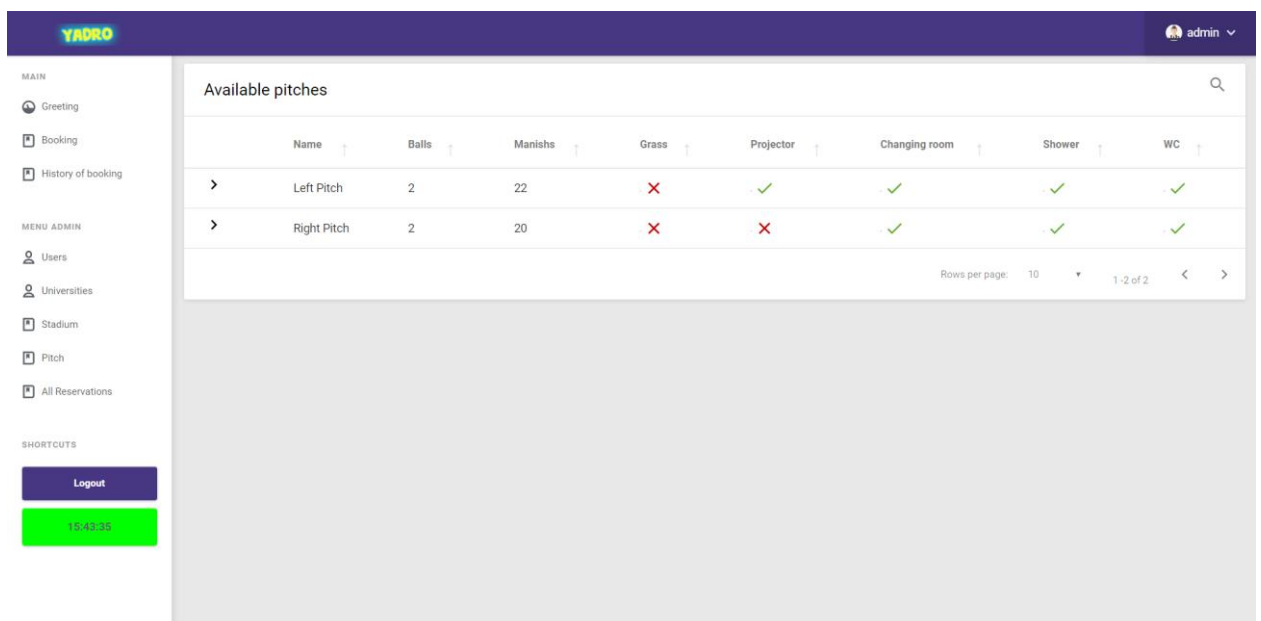 YADRO
admin
MAIN
Greeting
Booking
History of booking
MENU ADMIN
Users
Universities
Stadium
Pitch
All Reservations
SHORTCUTS
Logout
15:43:35
Available pitches
Name Balls Manishs Grass Projector Changing room Shower WC
Left Pitch 2 22
Right Pitch 2 20
Rows per page: 10 1-2 of 2